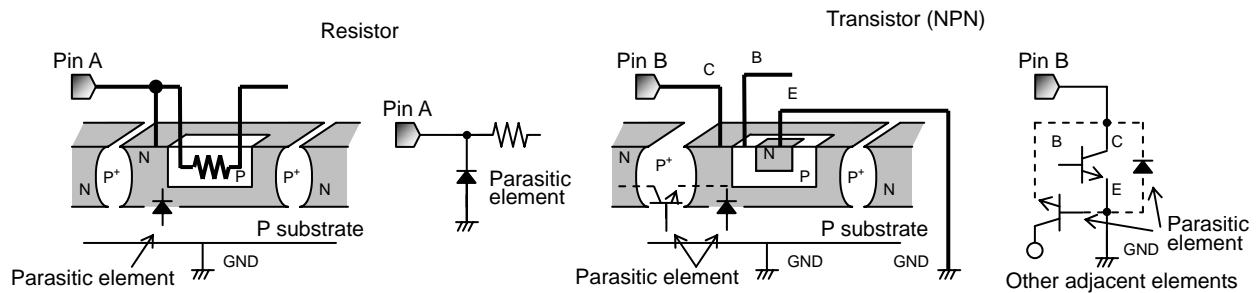 Resistor
Pin A
N
N
P+
P
P+
N
Parasitic element
P substrate
GND
Pin A
Parasitic
element
Transistor (NPN)
Pin B
C
B
E
N
P+
N
N
P
P+
N
Parasitic element
P substrate
GND
GND
Pin B
B
C
E
GND
Parasitic
element
Other adjacent elements